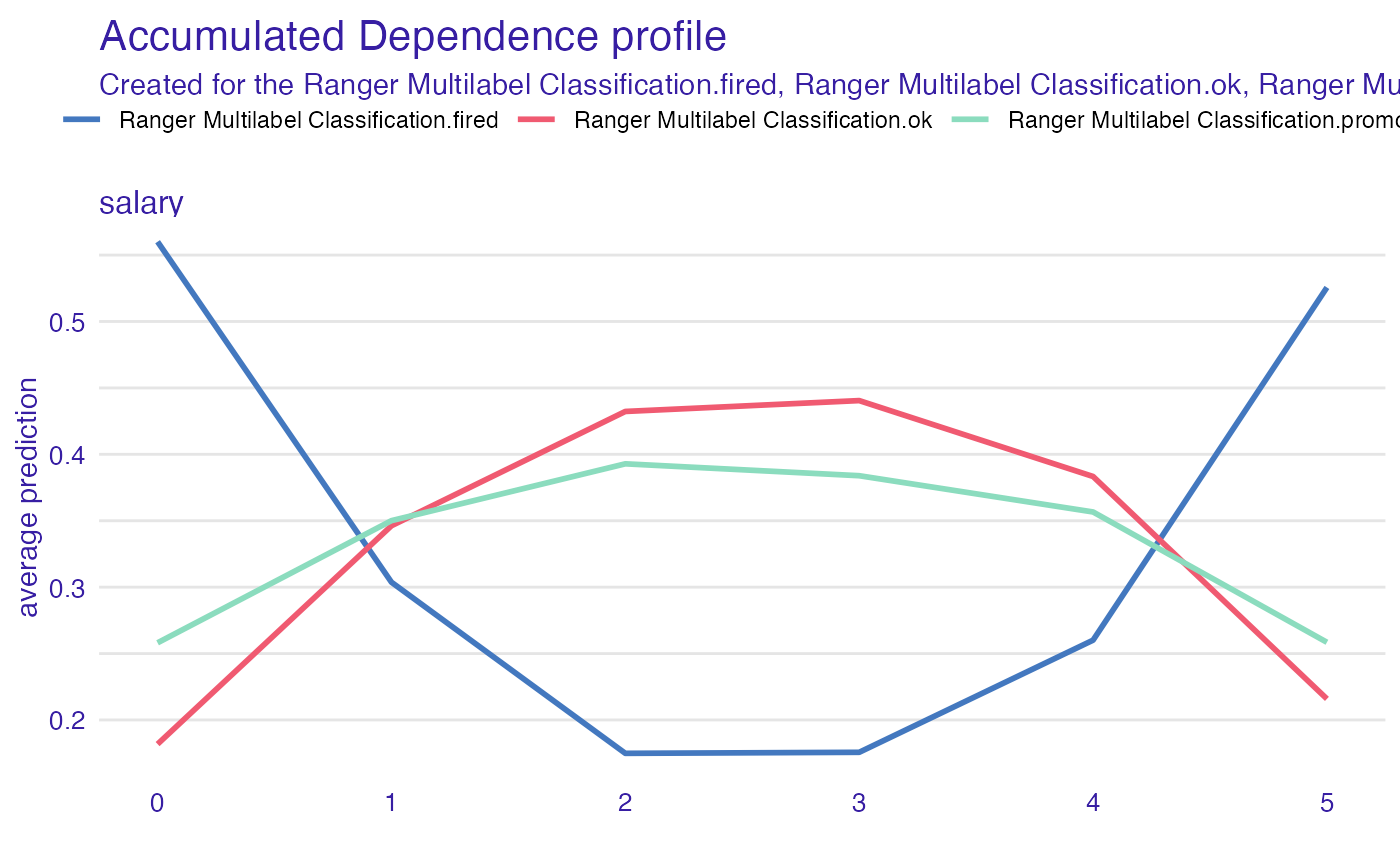 Accumulated Dependence profile
Created for the Ranger Multilabel Classification.fired, Ranger Multilabel Classification.ok, Ranger Mu
Ranger Multilabel Classification.fired Ranger Multilabel Classification.ok Ranger Multilabel Classification.promo
salary
average prediction
0.5
0.4
0.3
0.2
0 1 2 3 4 5